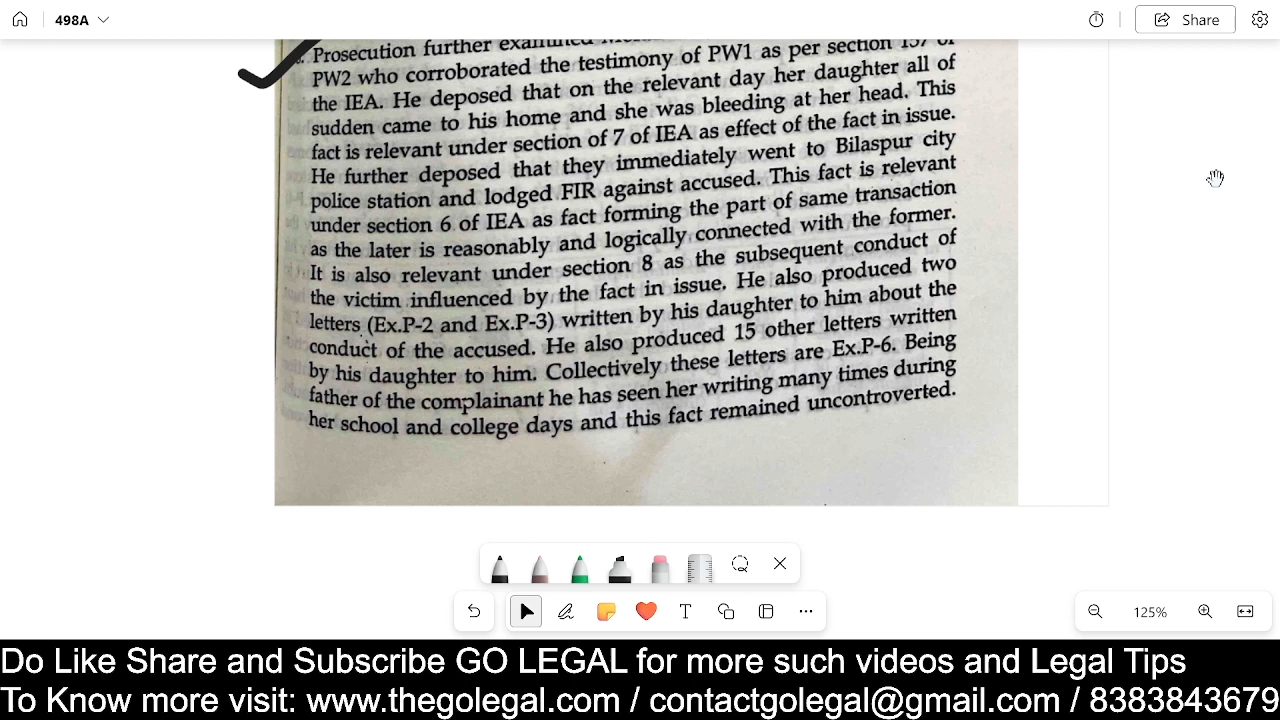 498A
Share
Prosecution further examined
PW2 who corroborated the testimony of PW1 as per section 157 of
the IEA. He deposed that on the relevant day her daughter all of
sudden came to his home and she was bleeding at her head. This
fact is relevant under section of 7 of IEA as effect of the fact in issue.
He further deposed that they immediately went to Bilaspur city
police station and lodged FIR against accused. This fact is relevant
under section 6 of IEA as fact forming the part of same transaction
as the later is reasonably and logically connected with the former.
It is also relevant under section 8 as the subsequent conduct of
the victim influenced by the fact in issue. He also produced two
letters (Ex.P-2 and Ex.P-3) written by his daughter to him about the
conduct of the accused. He also produced 15 other letters written
by his daughter to him. Collectively these letters are Ex.P-6. Being
father of the complainant he has seen her writing many times during
her school and college days and this fact remained uncontroverted.
T
125%
Do Like Share and Subscribe GO LEGAL for more such videos and Legal Tips
To Know more visit: www.thegolegal.com / contactgolegal@gmail.com / 8383843679